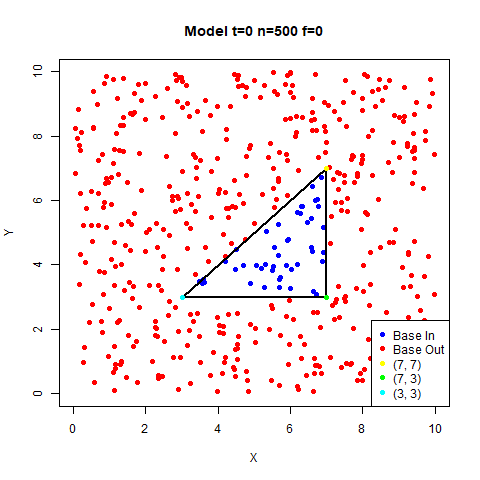 Model t=0 n=500 f=0
Y
10
8
6
4
2
0
0 2 4 6 8 10
X
Base In
Base Out
(7, 7)
(7, 3)
(3, 3)